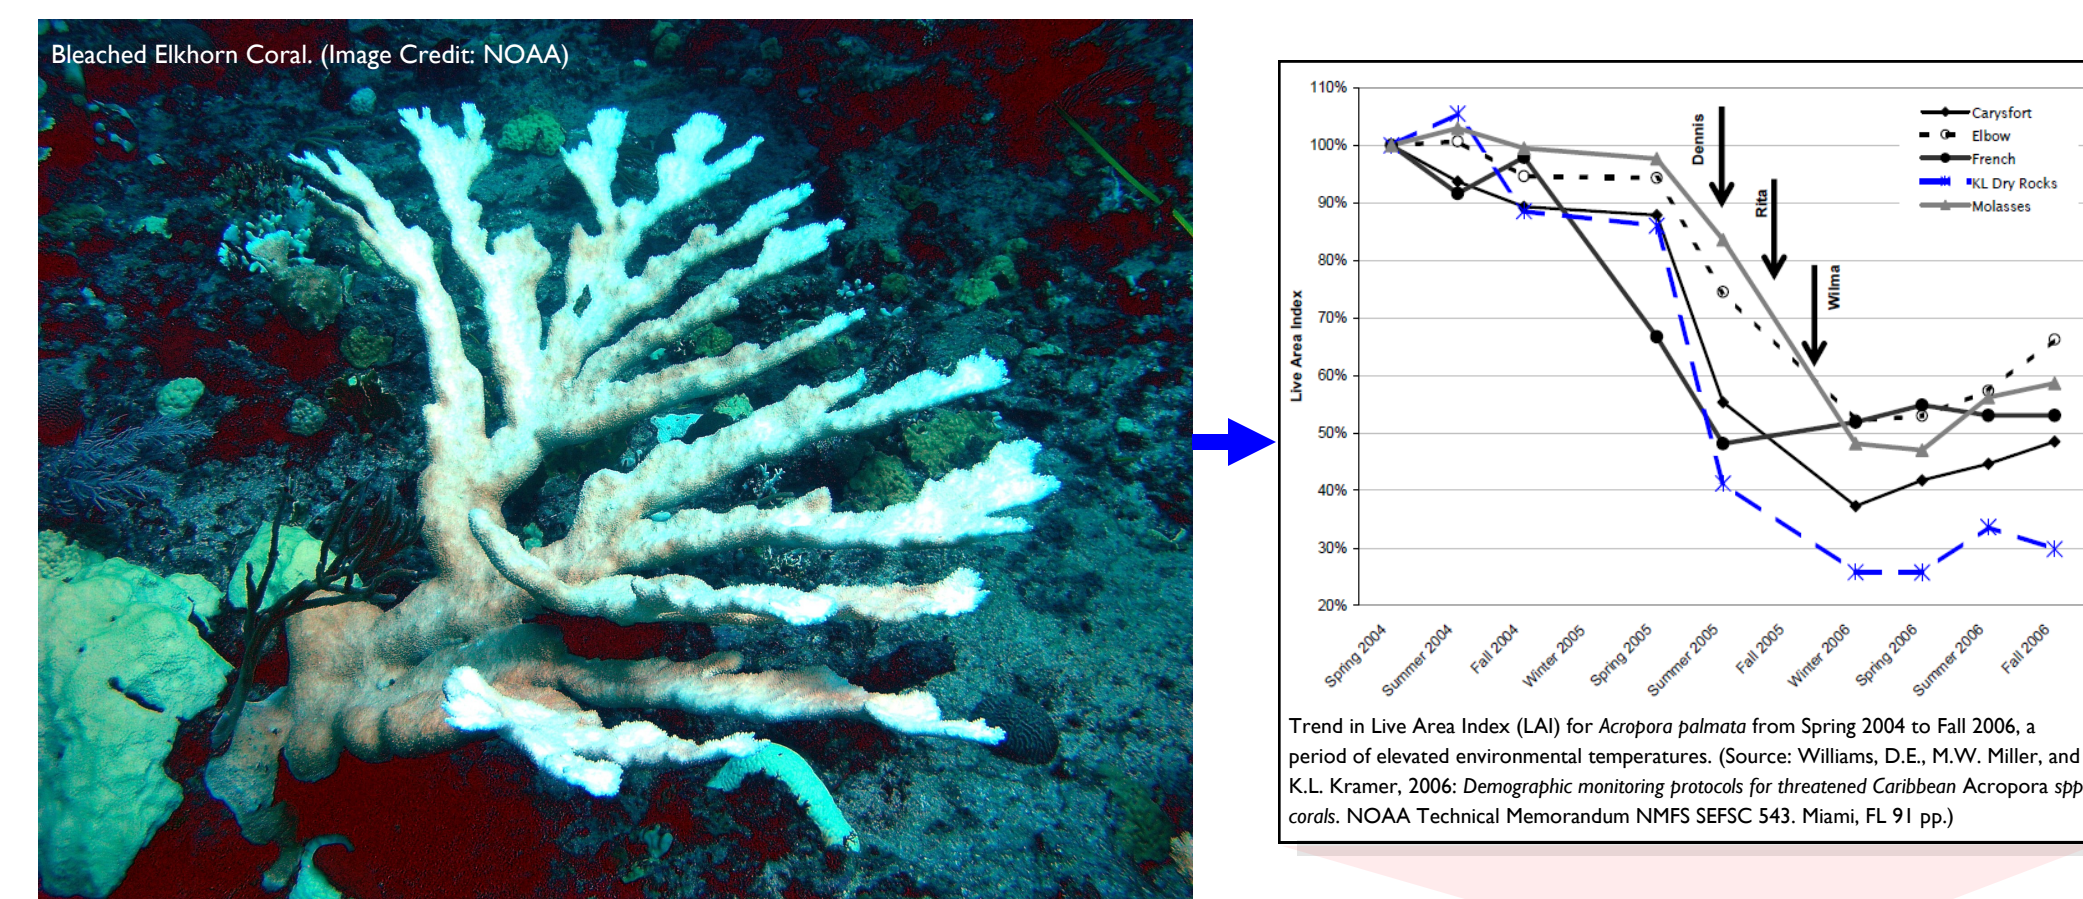 Bleached Elkhorn Coral. (Image Credit: NOAA)
110%
100%
90%
80%
70%
60%
50%
40%
30%
20%
Live Area Index
Dennis
Rita
Wilma
Carysfort
Elbow
French
KL Dry Rocks
Molasses
Spring 2004
Summer 2004
Fall 2004
Winter 2005
Spring 2005
Summer 2005
Fall 2005
Winter 2006
Spring 2006
Summer 2006
Fall 2006
Trend in Live Area Index (LAI) for Acropora palmata from Spring 2004 to Fall 2006, a
period of elevated environmental temperatures. (Source: Williams, D.E., M.W. Miller, and
K.L. Kramer, 2006: Demographic monitoring protocols for threatened Caribbean Acropora spp
corals. NOAA Technical Memorandum NMFS SEFSC 543. Miami, FL 91 pp.)